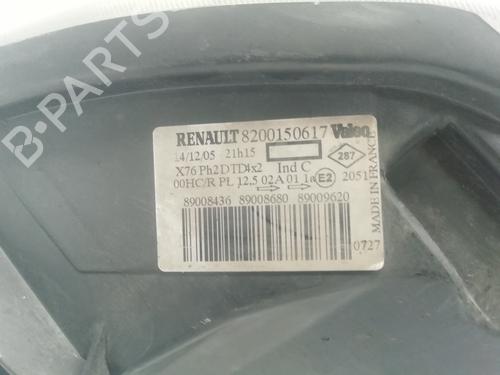 RENAULT 8200150617 Valeo
14/12/05 21h15
287
X76 Ph2 DTD4x2 Ind C
00HC/R PL 12.5 02A 01 1a E2 2051
89008436 89008680 89009620
0727
MADE IN FRANCE
B-PARTS